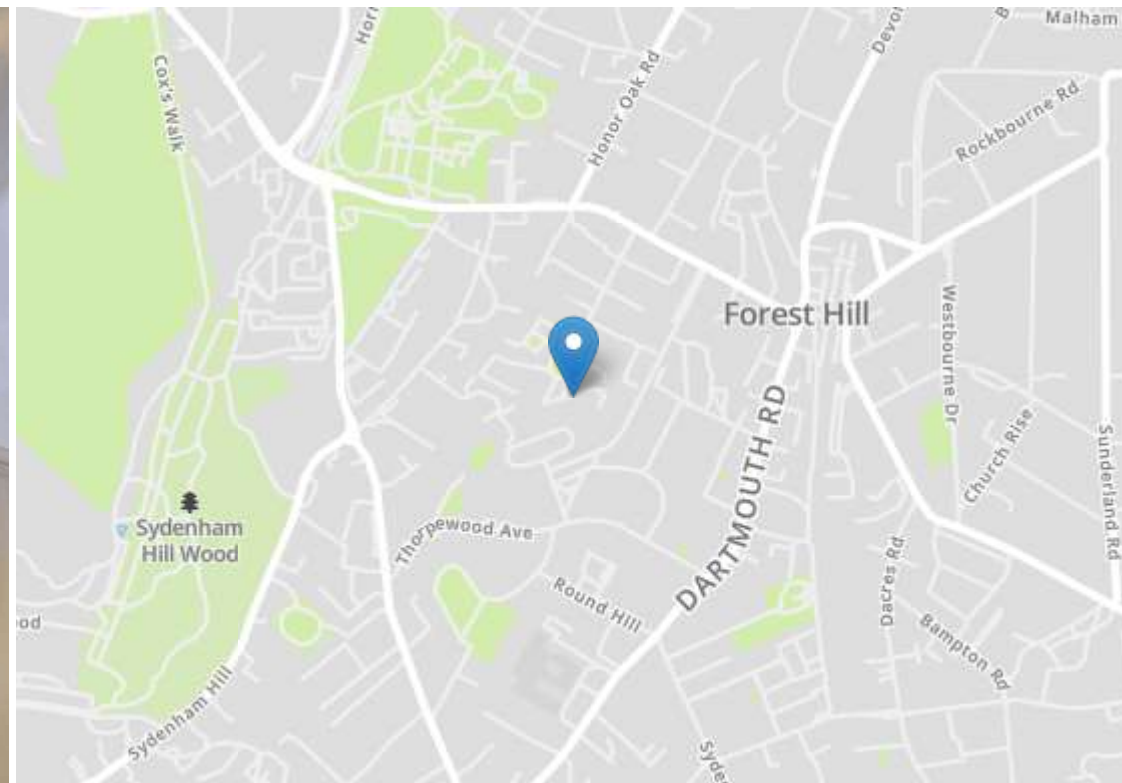 Malham
Cox's Walk
Honor Oak Rd
Rockbourne Rd
Forest Hill
Westbourne Dr
DARTMOUTH RD
Church Rise
Sunderland Rd
Sydenham
Hill Wood
Thorpewood Ave
Round Hill
Dacres Rd
Bampton Rd
Sydenham Hill